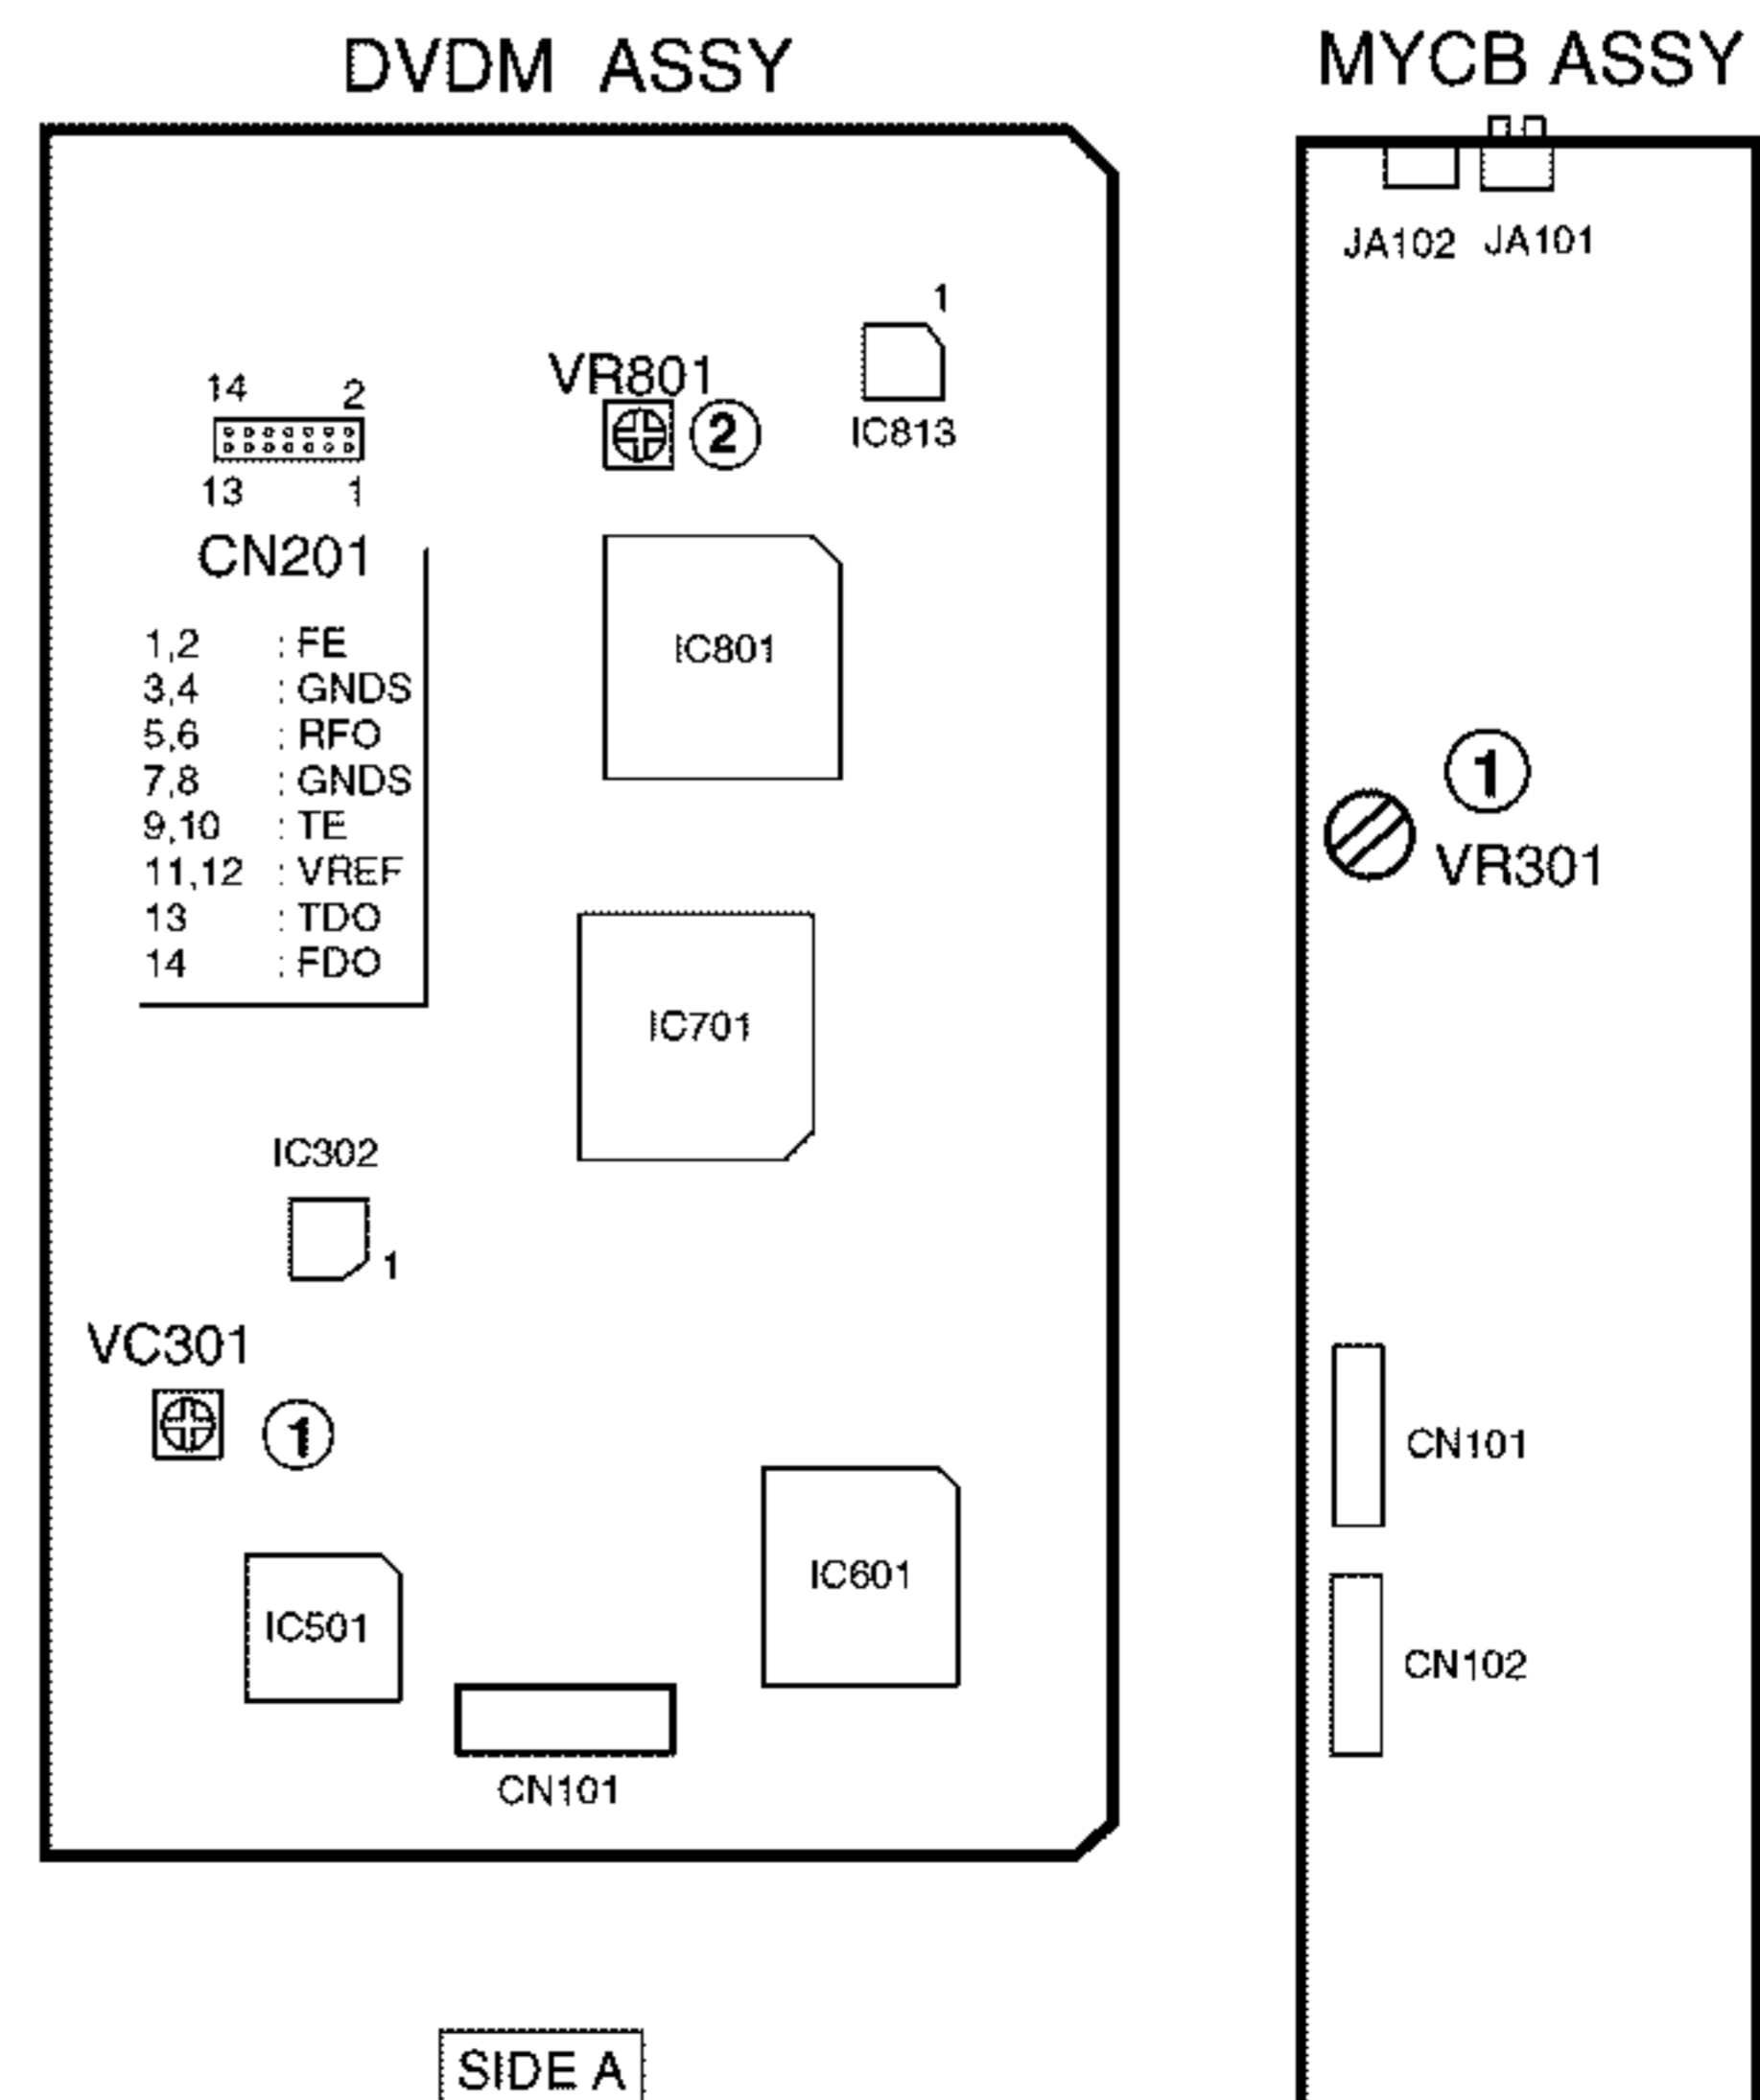 DVDM ASSY
1
VR801
2
IC813
14 2
13 1
CN201
1,2 : FE
3,4 : GNDS
5,6 : RFO
7,8 : GNDS
9,10 : TE
11,12 : VREF
13 : TDO
14 : FDO
IC801
IC701
IC302
1
VC301
1
IC501
IC601
CN101
SIDE A
MYCB ASSY
JA102 JA101
1
VR301
CN101
CN102